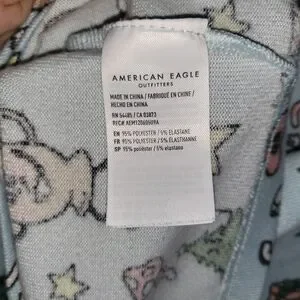 AMERICAN EAGLE
OUTFITTERS
MADE IN CHINA / FABRIQUÉ EN CHINE /
HECHO EN CHINA
RN 54485 / CA 03873
EN 95% POLYESTER / 5% ELASTANE
FR 95% POLYESTER / 5% ÉLASTHANNE
SP 95% poliéster / 5% elastano